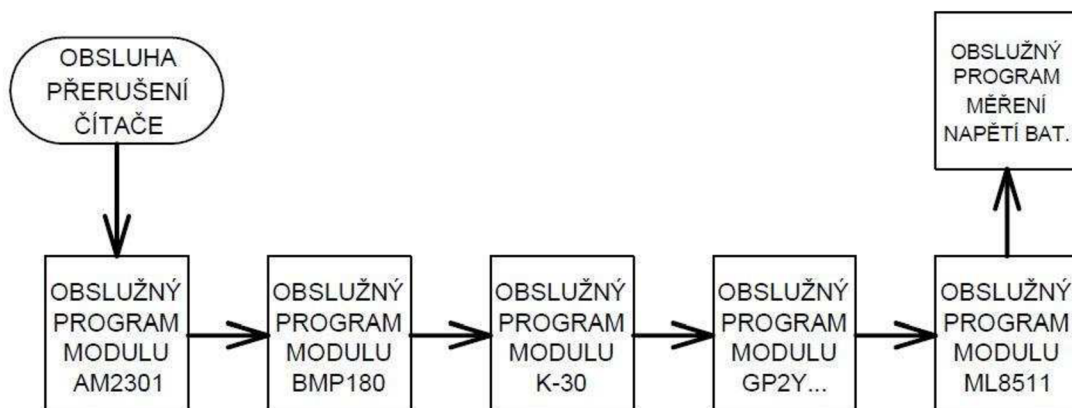 OBSLUHA
PŘERUŠENÍ
ČÍTAČE
OBSLUŽNÝ
PROGRAM
MODULU
AM2301
OBSLUŽNÝ
PROGRAM
MODULU
BMP180
OBSLUŽNÝ
PROGRAM
MODULU
K-30
OBSLUŽNÝ
PROGRAM
MODULU
GP2Y...
OBSLUŽNÝ
PROGRAM
MODULU
ML8511
OBSLUŽNÝ
PROGRAM
MĚŘENÍ
NAPĚTÍ BAT.